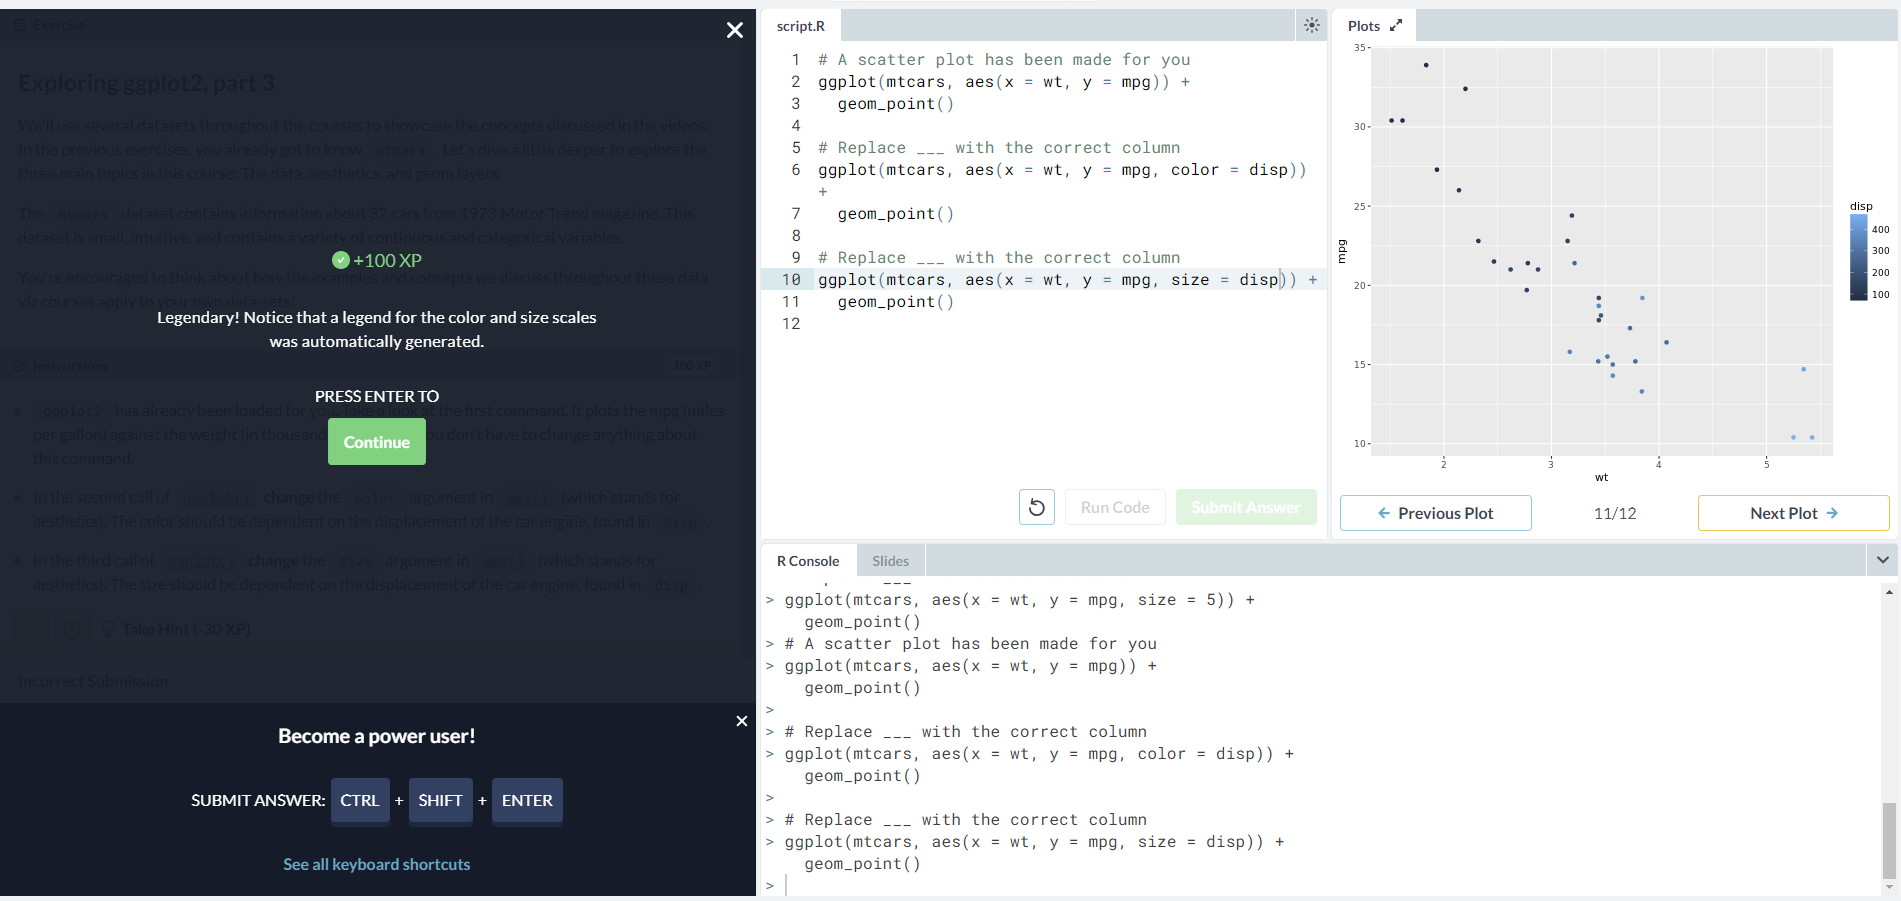 Exercise
Exploring ggplot2, part 3
We'll use several datasets throughout the courses to showcase the concepts discussed in the videos.
In the previous exercises, you already got to know mtcars . Let's dive a little deeper to explore the
three main topics in this course: The data, aesthetics, and geom layers.
The mtcars dataset contains information about 32 cars from 1973 Motor Trend magazine. This
dataset is small, intuitive, and contains a variety of continuous and categorical variables.
You're encouraged to think about how the examples and concepts we discuss throughout these data
viz courses apply to your own data-sets!
+100 XP
Legendary! Notice that a legend for the color and size scales
was automatically generated.
Instructions
100 XP
PRESS ENTER TO
Continue
ggplot2 has already been loaded for you. Take a look at the first command. It plots the mpg (miles
per gallon) against the weight (in thousand ou don't have to change anything about
this command.
In the second call of ggplot() change the color argument in aes() (which stands for
aesthetics). The color should be dependent on the displacement of the car engine, found in disp .
In the third call of ggplot() change the size argument in aes() (which stands for
aesthetics). The size should be dependent on the displacement of the car engine, found in disp .
Take Hint (-30 XP)
Incorrect Submission
Become a power user!
SUBMIT ANSWER: CTRL + SHIFT + ENTER
See all keyboard shortcuts
script.R
1 # A scatter plot has been made for you
2 ggplot(mtcars, aes(x = wt, y = mpg)) +
3 geom_point()
4
5 # Replace ___ with the correct column
6 ggplot(mtcars, aes(x = wt, y = mpg, color = disp))
+
7 geom_point()
8
9 # Replace ___ with the correct column
10 ggplot(mtcars, aes(x = wt, y = mpg, size = disp)) +
11 geom_point()
12
Run Code
Submit Answer
Plots
35
30
25
20
15
10
mpg
2 3 4 5
wt
disp
400
300
200
100
← Previous Plot
11/12
Next Plot →
R Console
Slides
> ggplot(mtcars, aes(x = wt, y = mpg, size = 5)) +
geom_point()
> # A scatter plot has been made for you
> ggplot(mtcars, aes(x = wt, y = mpg)) +
geom_point()
>
> # Replace ___ with the correct column
> ggplot(mtcars, aes(x = wt, y = mpg, color = disp)) +
geom_point()
>
> # Replace ___ with the correct column
> ggplot(mtcars, aes(x = wt, y = mpg, size = disp)) +
geom_point()
>